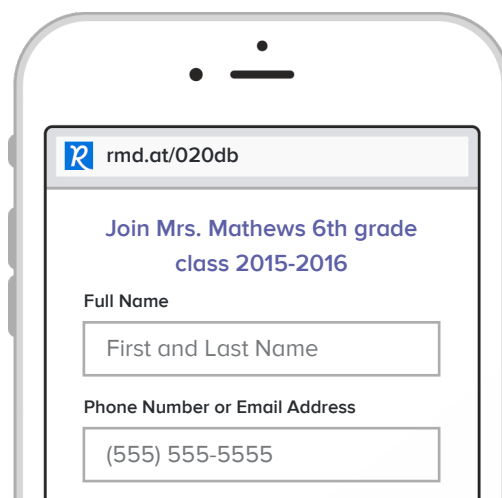 rmd.at/020db
Join Mrs. Mathews 6th grade
class 2015-2016
Full Name
First and Last Name
Phone Number or Email Address
(555) 555-5555